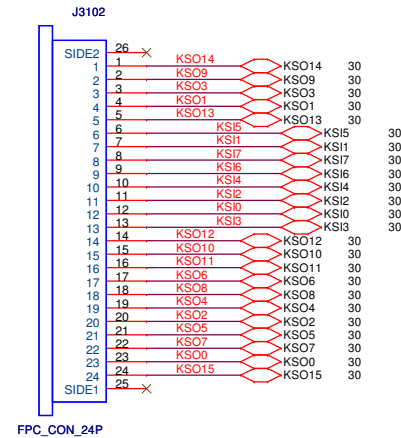 J3102
SIDE2 26
1 1 KSO14 KSO14 30
2 2 KSO9 KSO9 30
3 3 KSO3 KSO3 30
4 4 KSO1 KSO1 30
5 5 KSO13 KSO13 30
6 6 KSI5 KSI5 30
7 7 KSI1 KSI1 30
8 8 KSI7 KSI7 30
9 9 KSI6 KSI6 30
10 10 KSI4 KSI4 30
11 11 KSI2 KSI2 30
12 12 KSI0 KSI0 30
13 13 KSI3 KSI3 30
14 14 KSO12 KSO12 30
15 15 KSO10 KSO10 30
16 16 KSO11 KSO11 30
17 17 KSO6 KSO6 30
18 18 KSO8 KSO8 30
19 19 KSO4 KSO4 30
20 20 KSO2 KSO2 30
21 21 KSO5 KSO5 30
22 22 KSO7 KSO7 30
23 23 KSO0 KSO0 30
24 24 KSO15 KSO15 30
SIDE1 25
FPC_CON_24P